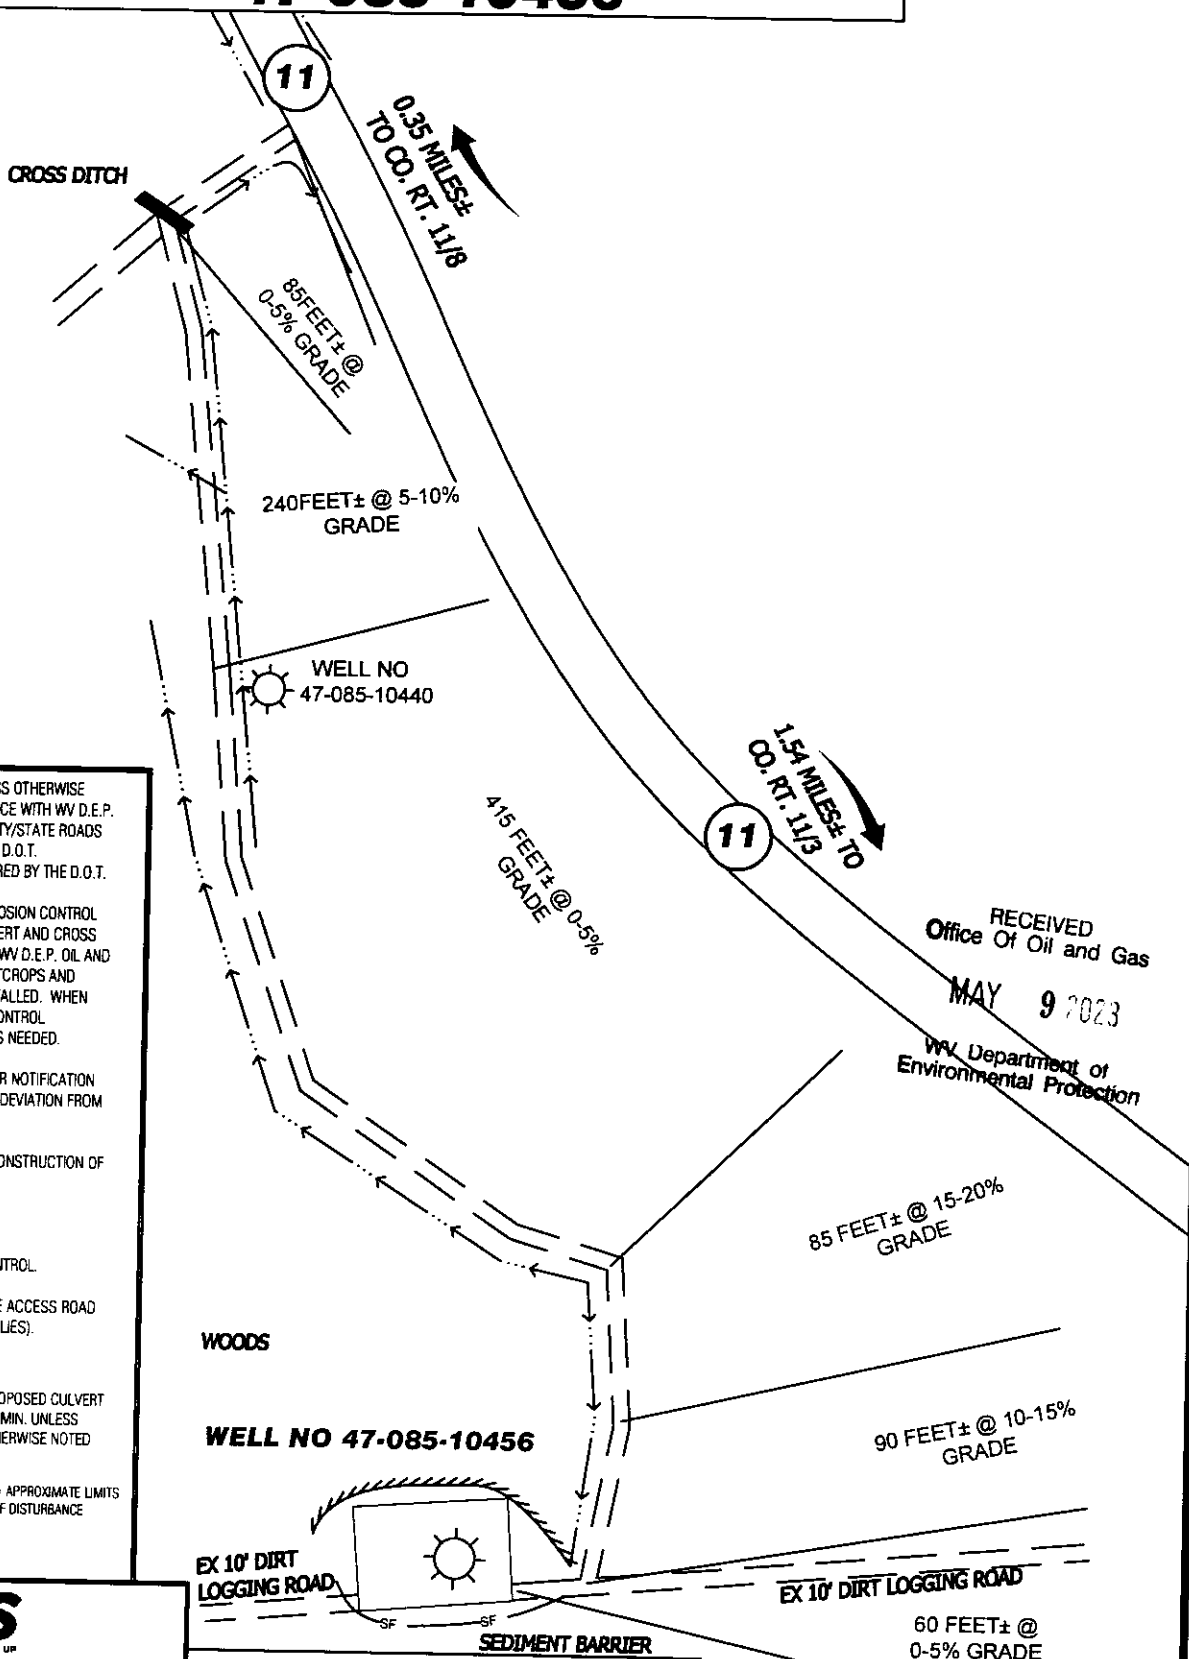 11
0.35 MILES±
TO CO. RT. 11/8
CROSS DITCH
85FEET± @
0-5% GRADE
240FEET± @ 5-10%
GRADE
WELL NO
47-085-10440
1.54 MILES± TO
CO. RT. 11/3
11
415 FEET± @ 0-5%
GRADE
RECEIVED
Office Of Oil and Gas
MAY 9 2023
WV Department of
Environmental Protection
OTHERWISE
CE WITH WV D.E.P.
TY/STATE ROADS
D.O.T.
RED BY THE D.O.T.
OSION CONTROL
ERT AND CROSS
WV D.E.P. OIL AND
TCROPS AND
ALLED. WHEN
ONTROL
S NEEDED.
R NOTIFICATION
DEVIATION FROM
ONSTRUCTION OF
TROL.
E ACCESS ROAD
LIES).
OPOSED CULVERT
MIN. UNLESS
ERWISE NOTED
APPROXIMATE LIMITS
F DISTURBANCE
85 FEET± @ 15-20%
GRADE
WOODS
WELL NO 47-085-10456
90 FEET± @ 10-15%
GRADE
EX 10' DIRT
LOGGING ROAD
EX 10' DIRT LOGGING ROAD
SF SF
SEDIMENT BARRIER
60 FEET± @
0-5% GRADE
S
UP